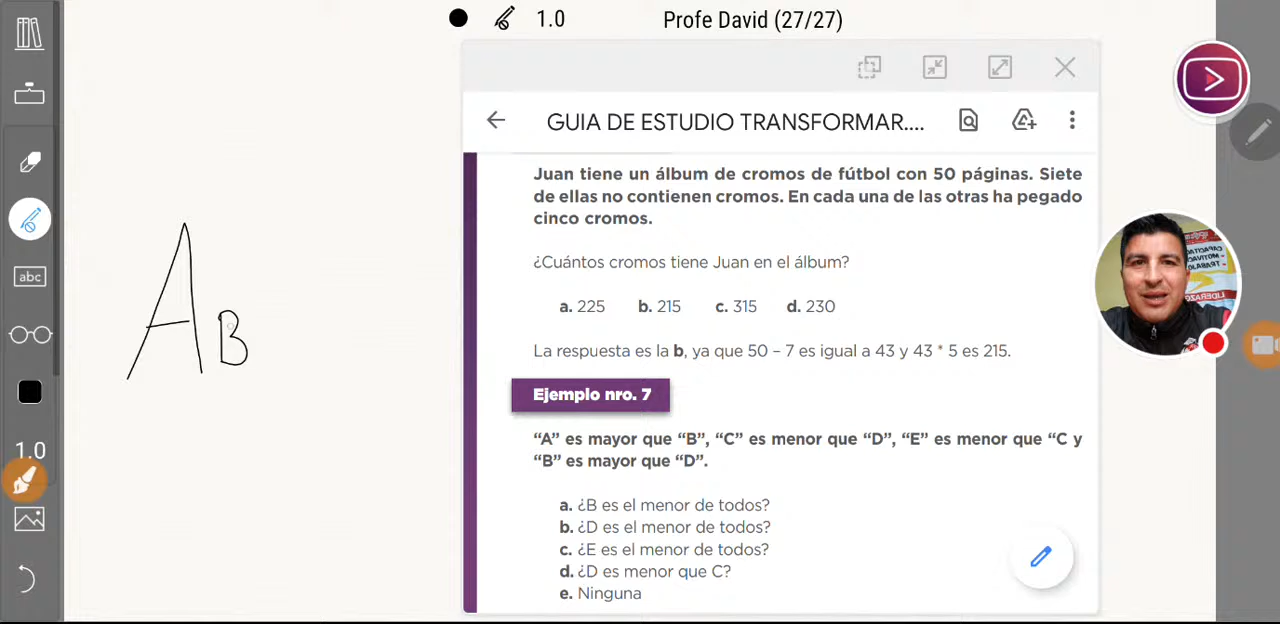 1.0 Profe David (27/27)
GUIA DE ESTUDIO TRANSFORMAR....
Juan tiene un álbum de cromos de fútbol con 50 páginas. Siete
de ellas no contienen cromos. En cada una de las otras ha pegado
cinco cromos.
¿Cuántos cromos tiene Juan en el álbum?
a. 225 b. 215 c. 315 d. 230
La respuesta es la b, ya que 50 – 7 es igual a 43 y 43 * 5 es 215.
Ejemplo nro. 7
“A” es mayor que “B”, “C” es menor que “D”, “E” es menor que “C y
“B” es mayor que “D”.
a. ¿B es el menor de todos?
b. ¿D es el menor de todos?
c. ¿E es el menor de todos?
d. ¿D es menor que C?
e. Ninguna
A B
abc
1.0
CAPACITAC
MOTIVAC
TRABAJO
LIDERAZGO